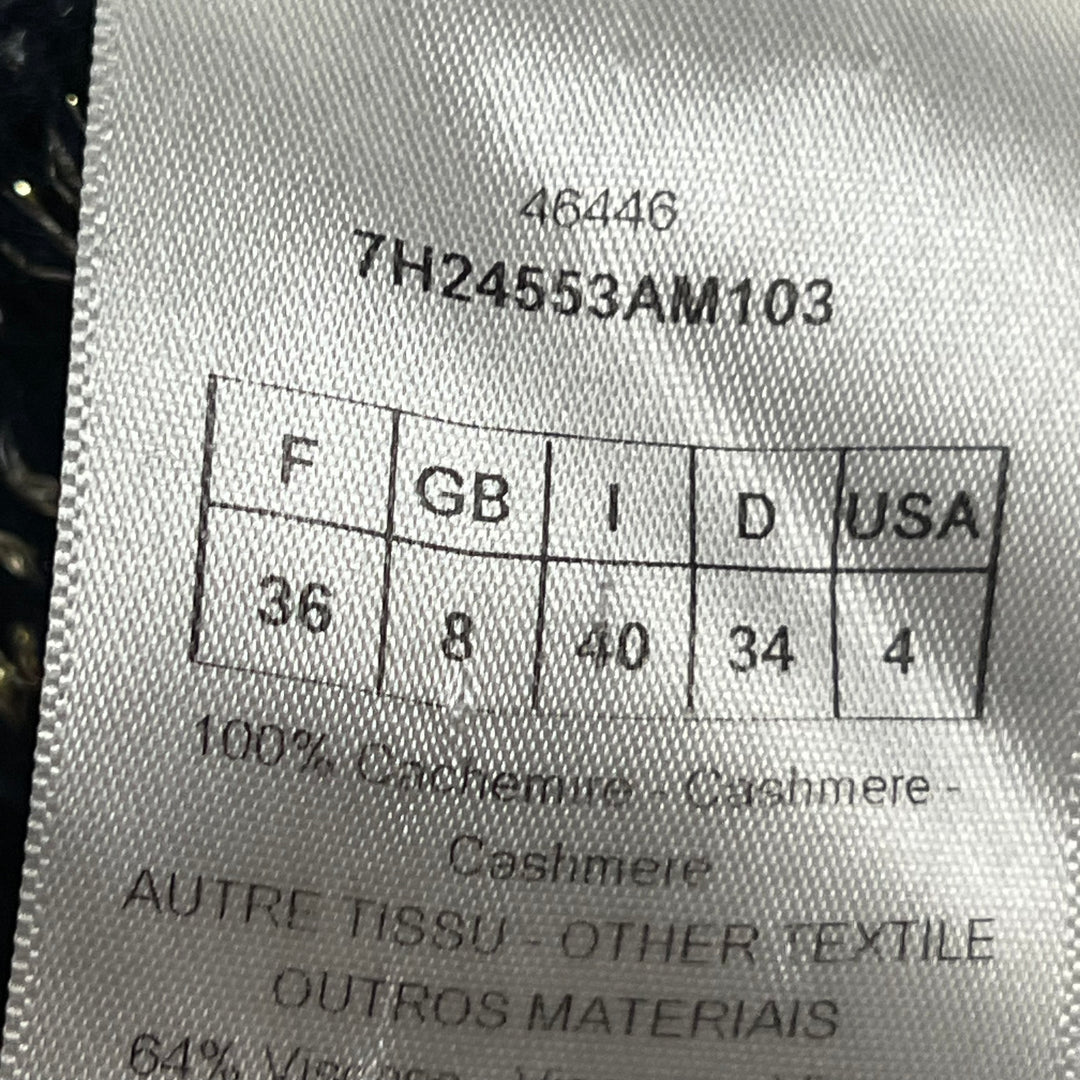 46446
7H24553AM103
F GB I D USA
36 8 40 34 4
100% Cachemire - Cashmere -
Cashmere
AUTRE TISSU - OTHER TEXTILE
OUTROS MATERIAIS
64%